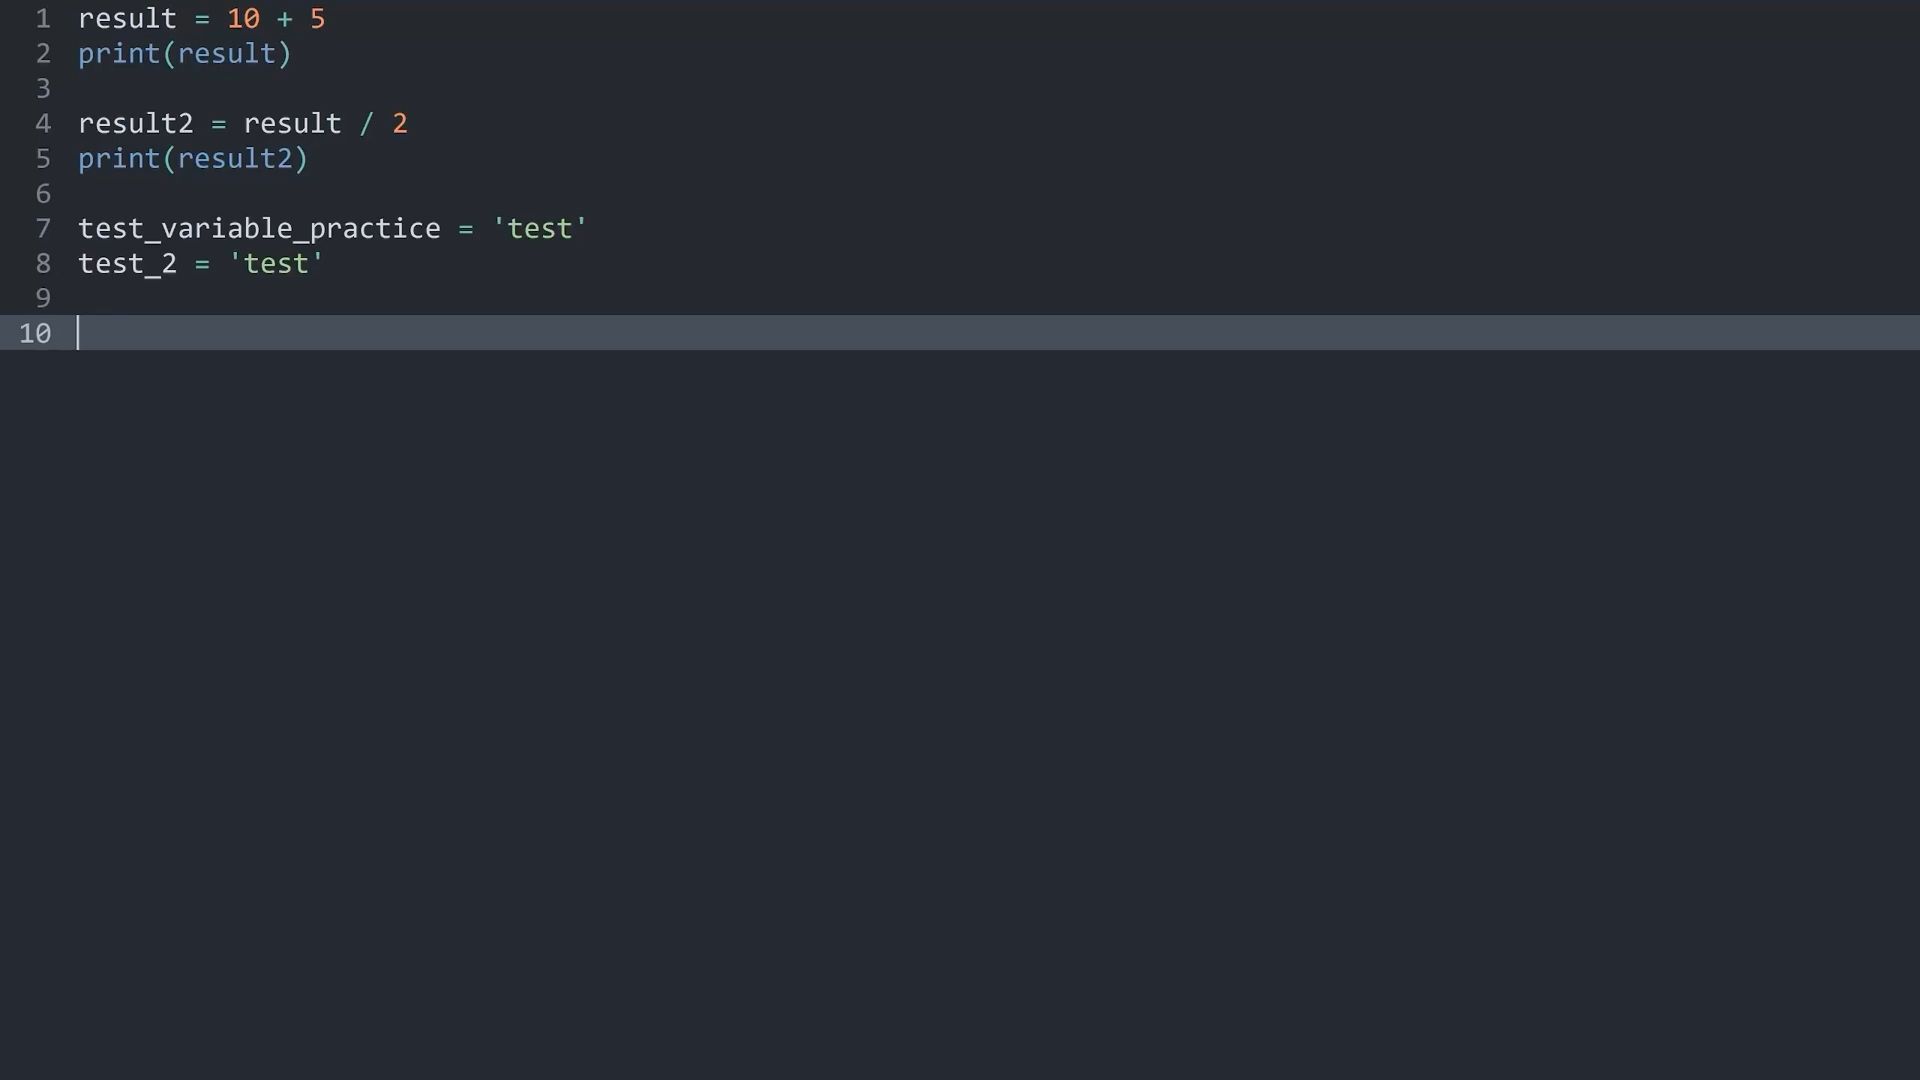 1 result = 10 + 5
2 print(result)
3
4 result2 = result / 2
5 print(result2)
6
7 test_variable_practice = 'test'
8 test_2 = 'test'
9
10